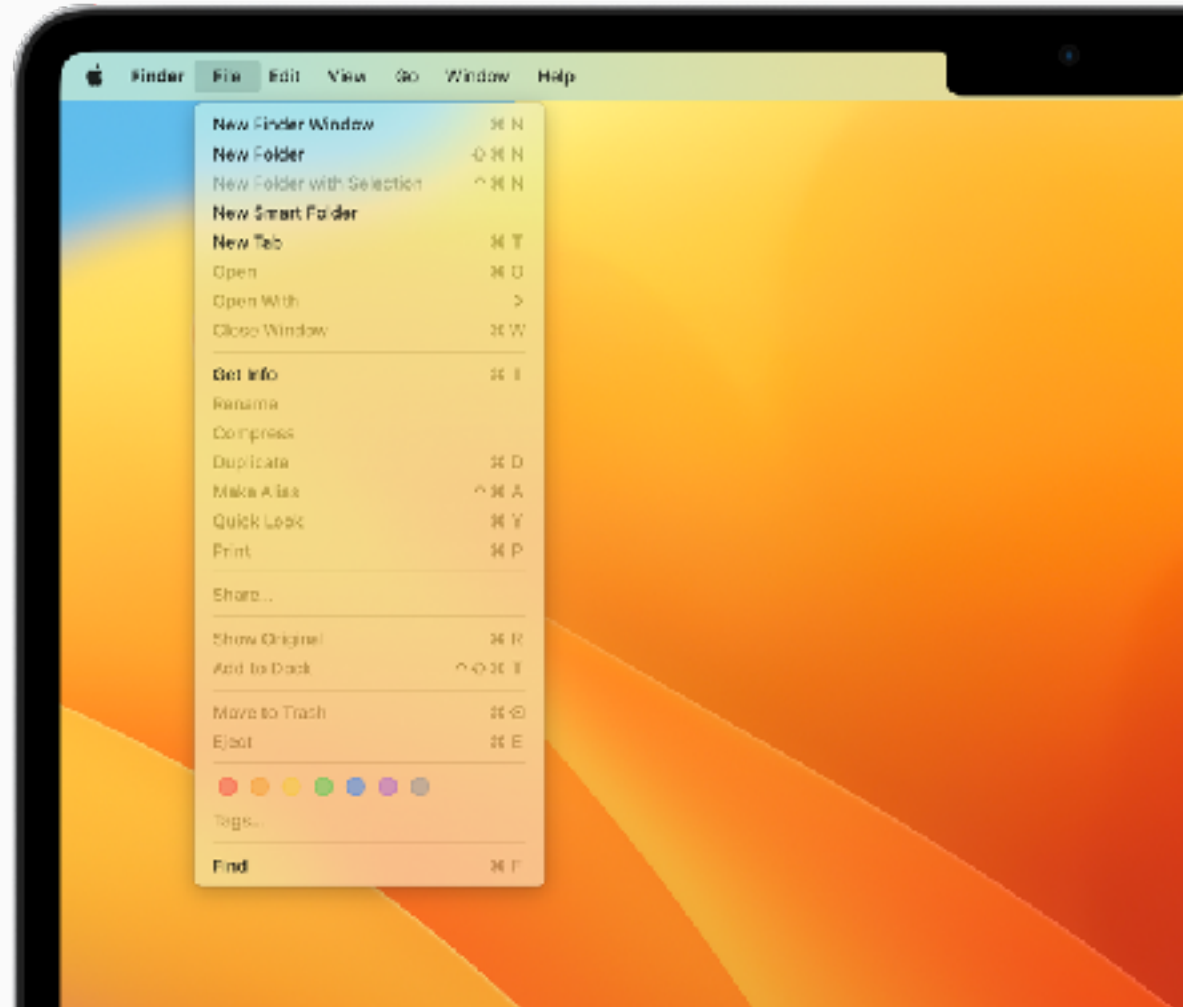 Finder File Edit View Go Window Help
New Finder Window ⌘ N
New Folder ⇧ ⌘ N
New Folder with Selection ^ ⌘ N
New Smart Folder
New Tab ⌘ T
Open ⌘ O
Open With >
Close Window ⌘ W
Get Info ⌘ I
Rename
Compress
Duplicate ⌘ D
Make Alias ^ ⌘ A
Quick Look ⌘ Y
Print ⌘ P
Share...
Show Original ⌘ R
Add to Dock ^ ⇧ ⌘ T
Move to Trash ⌘ ⌫
Eject ⌘ E
Tags...
Find ⌘ F